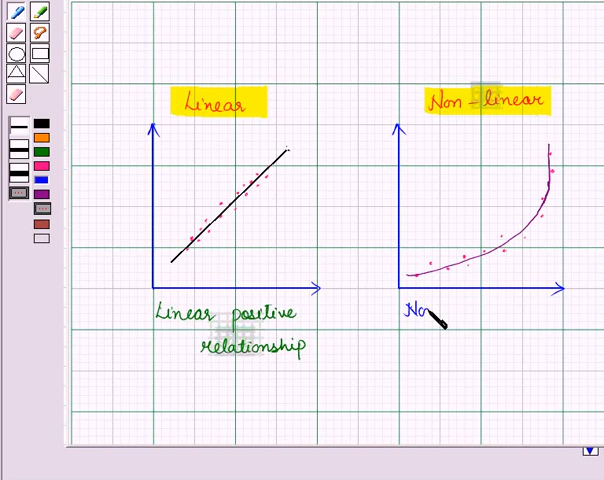 Linear
Non-linear
Linear positive
relationship
No